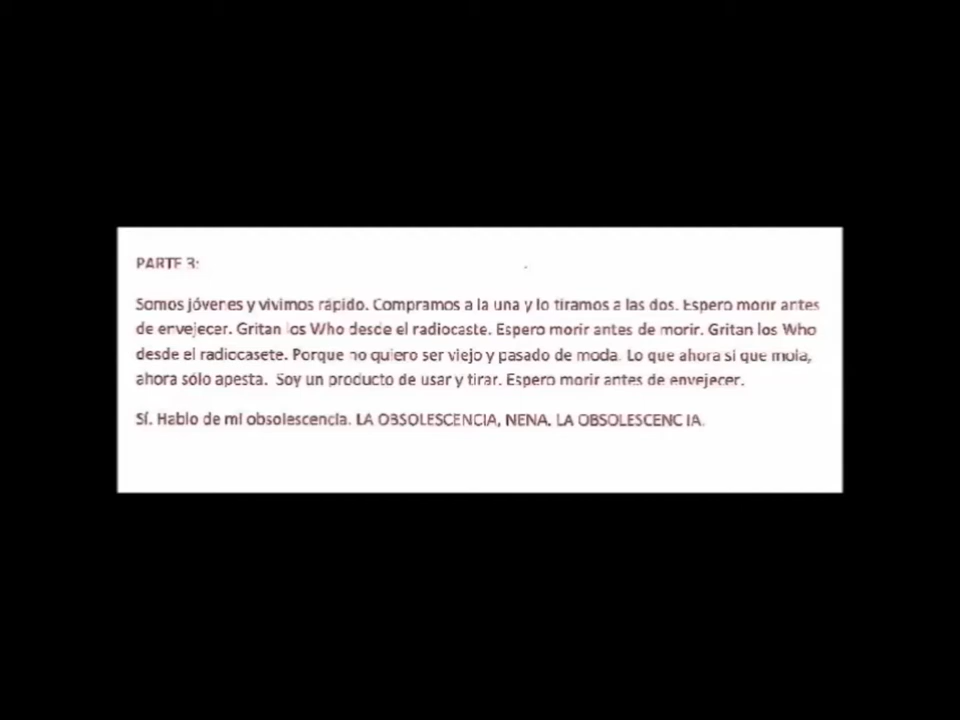 PARTE 3:
Somos jóvenes y vivimos rápido. Compramos a la una y lo tiramos a las dos. Espero morir antes
de envejecer. Gritan los Who desde el radiocaste. Espero morir antes de morir. Gritan los Who
desde el radiocasete. Porque no quiero ser viejo y pasado de moda. Lo que ahora si que mola,
ahora sólo apesta. Soy un producto de usar y tirar. Espero morir antes de envejecer.
Sí. Hablo de mi obsolescencia. LA OBSOLESCENCIA, NENA. LA OBSOLESCENCIA.